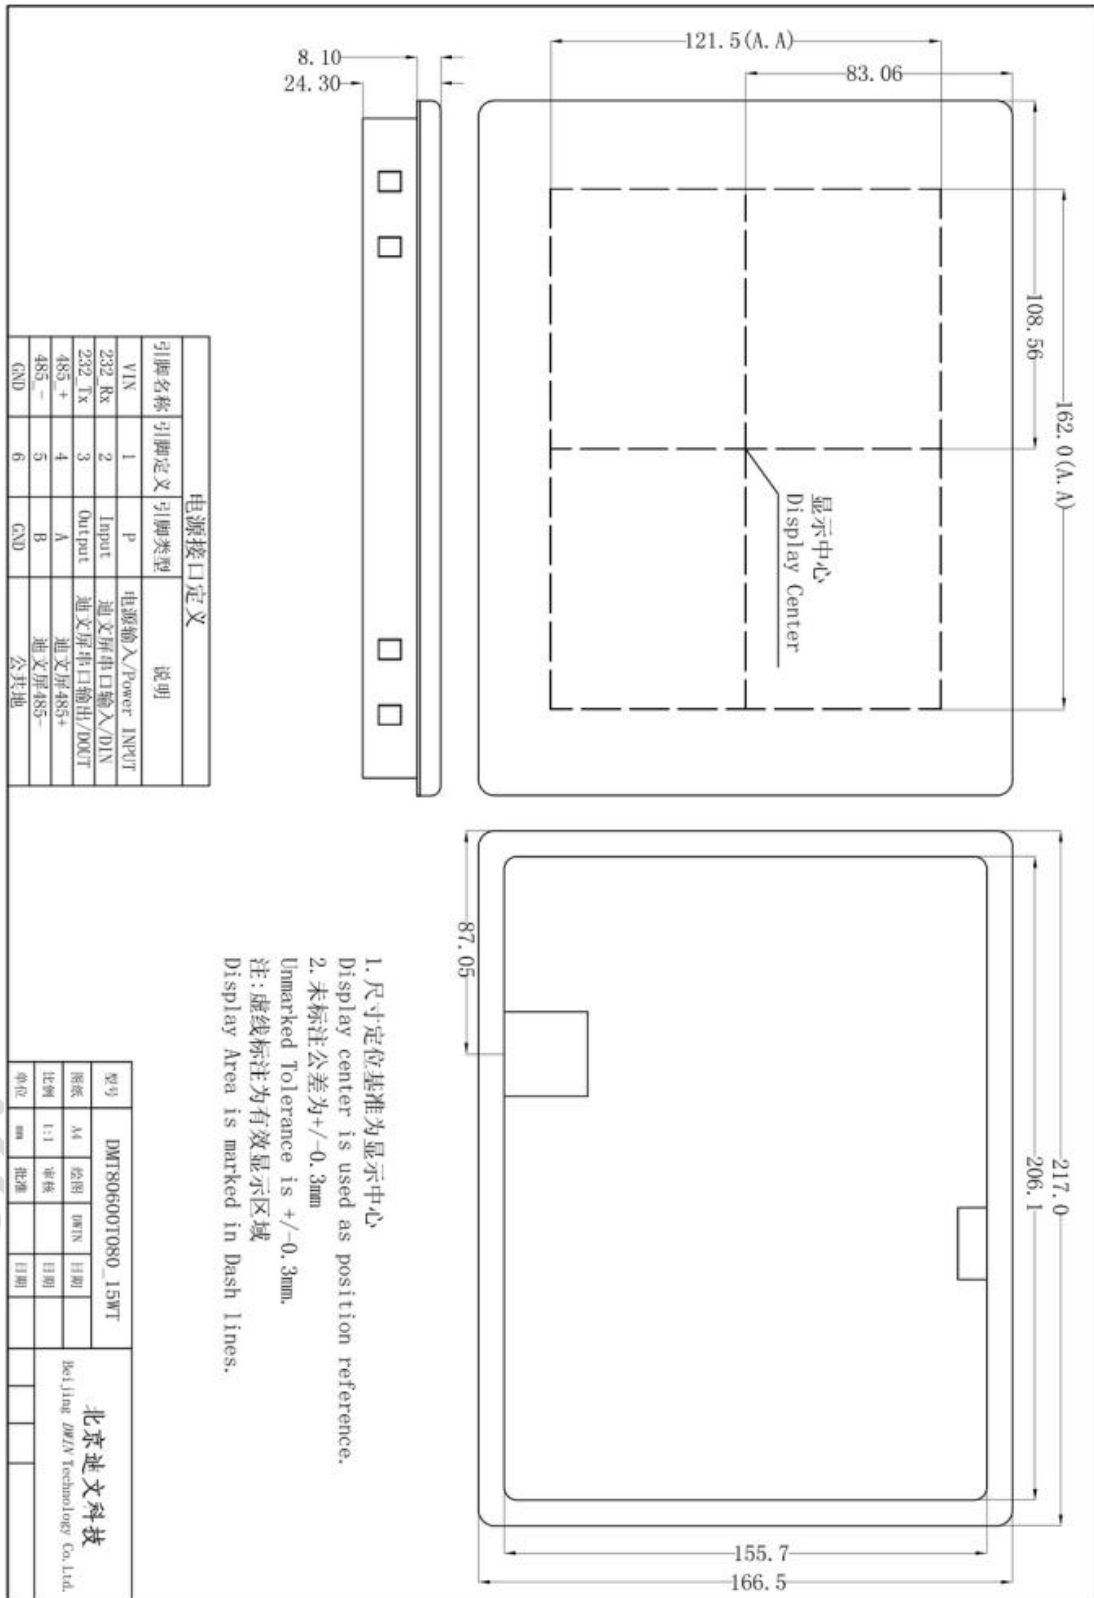 121.5(A.A)
83.06
8.10
24.30
108.56
162.0(A.A)
显示中心
Display Center
217.0
206.1
87.05
155.7
166.5
1.尺寸定位基准为显示中心
Display center is used as position reference.
2.未标注公差为+/-0.3mm
Unmarked Tolerance is +/-0.3mm.
注:虚线标注为有效显示区域
Display Area is marked in Dash lines.
电源接口定义
引脚名称 引脚定义 引脚类型 说明
VIN 1 P 电源输入/Power INPUT
232_Rx 2 Input 迪文屏串口输入/DIN
232_Tx 3 Output 迪文屏串口输出/DOUT
485_+ 4 A 迪文屏485+
485_- 5 B 迪文屏485-
GND 6 GND 公共地
型号 DMT80600T080_15WT 北京迪文科技
图纸 A4 绘图 DWIN 日期 Beijing DWIN Technology Co.Ltd.
比例 1:1 审核 日期
单位 mm 批准 日期